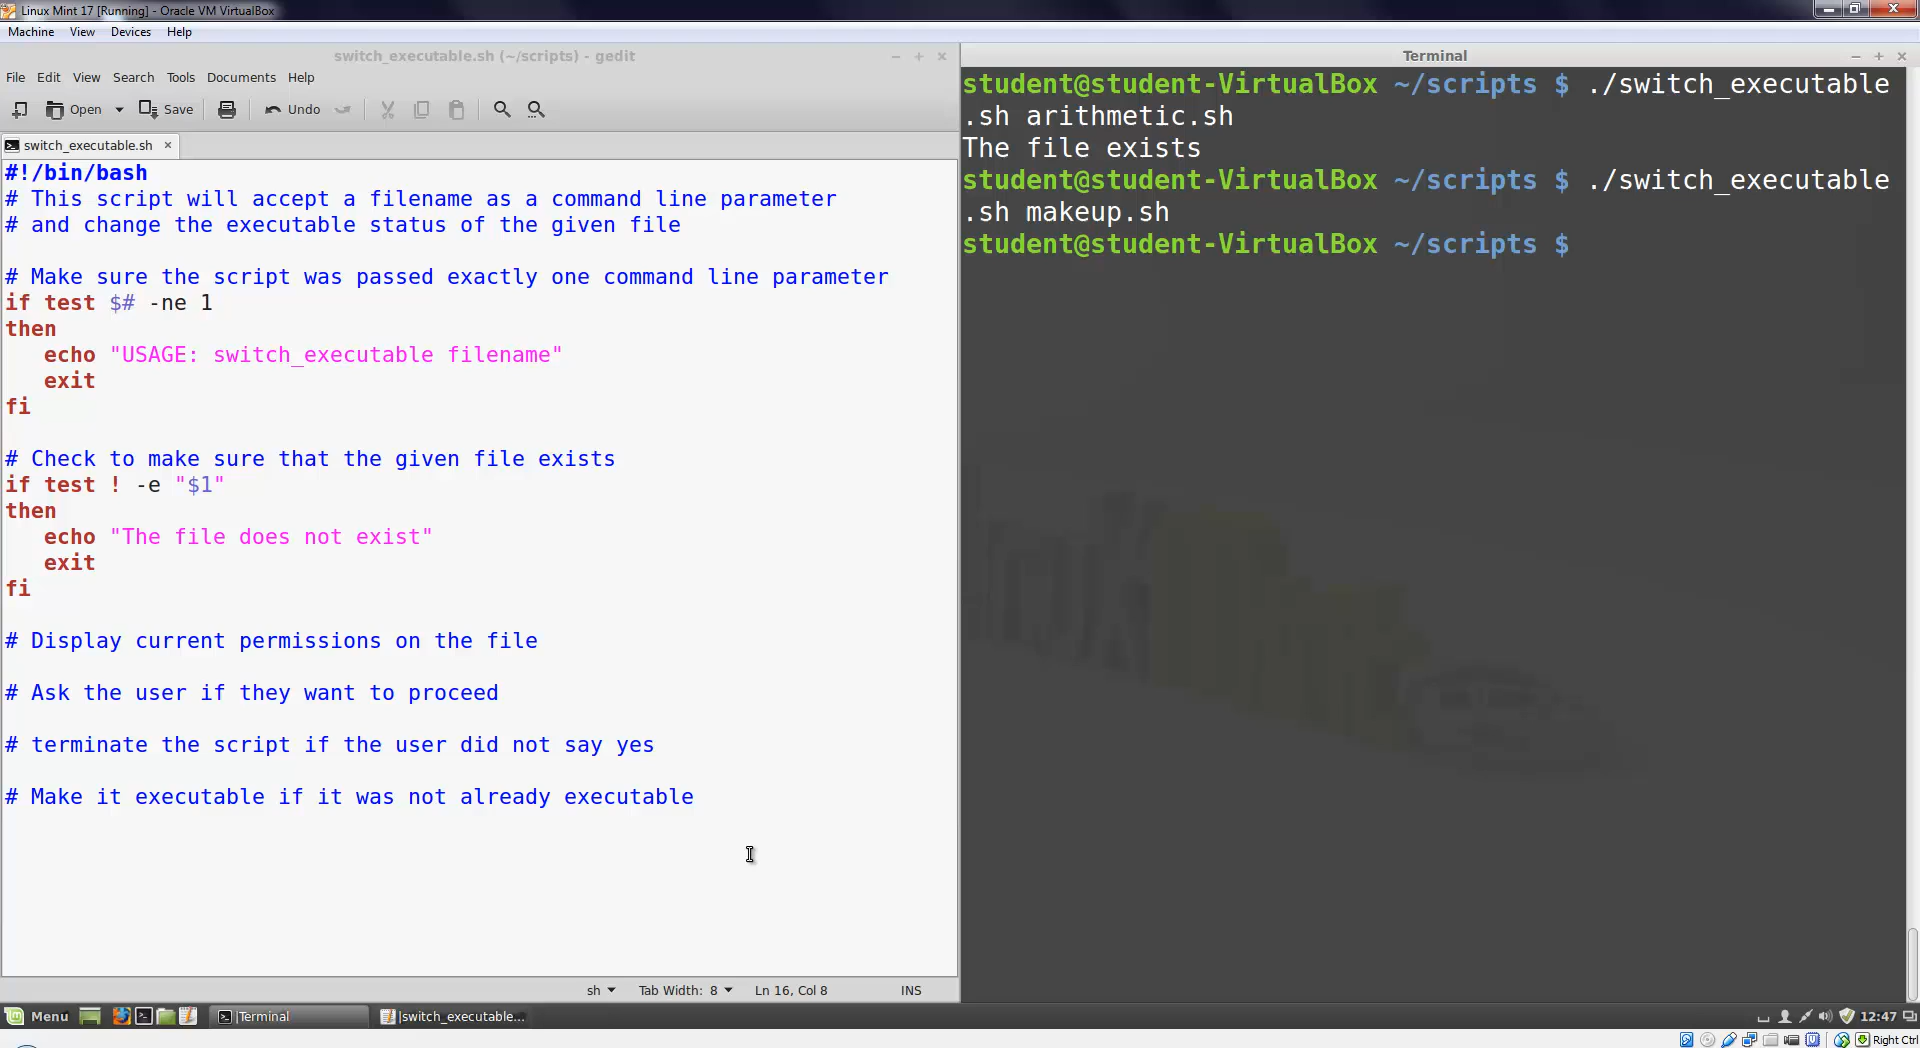 Linux Mint 17 [Running] - Oracle VM VirtualBox
Machine View Devices Help
switch_executable.sh (~/scripts) - gedit
File Edit View Search Tools Documents Help
Open Save Undo
switch_executable.sh
#!/bin/bash
# This script will accept a filename as a command line parameter
# and change the executable status of the given file
# Make sure the script was passed exactly one command line parameter
if test $# -ne 1
then
   echo "USAGE: switch_executable filename"
   exit
fi
# Check to make sure that the given file exists
if test ! -e "$1"
then
   echo "The file does not exist"
   exit
fi
# Display current permissions on the file
# Ask the user if they want to proceed
# terminate the script if the user did not say yes
# Make it executable if it was not already executable
sh Tab Width: 8 Ln 16, Col 8 INS
Terminal
student@student-VirtualBox ~/scripts $ ./switch_executable
.sh arithmetic.sh
The file exists
student@student-VirtualBox ~/scripts $ ./switch_executable
.sh makeup.sh
student@student-VirtualBox ~/scripts $
Menu Terminal switch_executable... 12:47
Right Ctrl